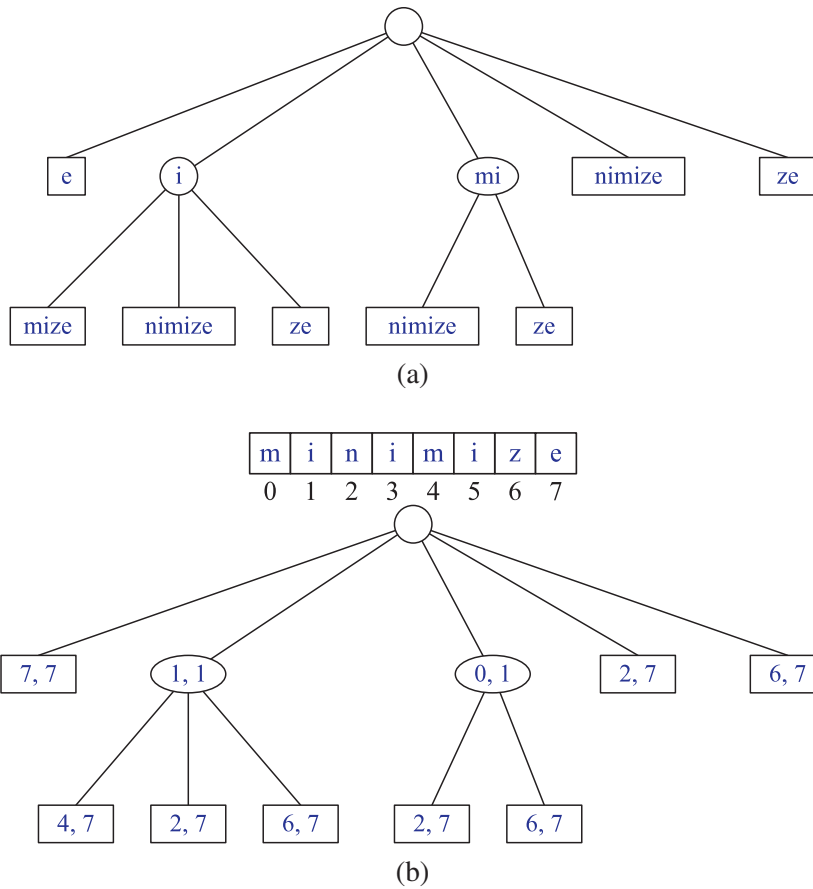 e i mi nimize ze
mize nimize ze nimize ze
(a)
m i n i m i z e
0 1 2 3 4 5 6 7
7, 7 1, 1 0, 1 2, 7 6, 7
4, 7 2, 7 6, 7 2, 7 6, 7
(b)